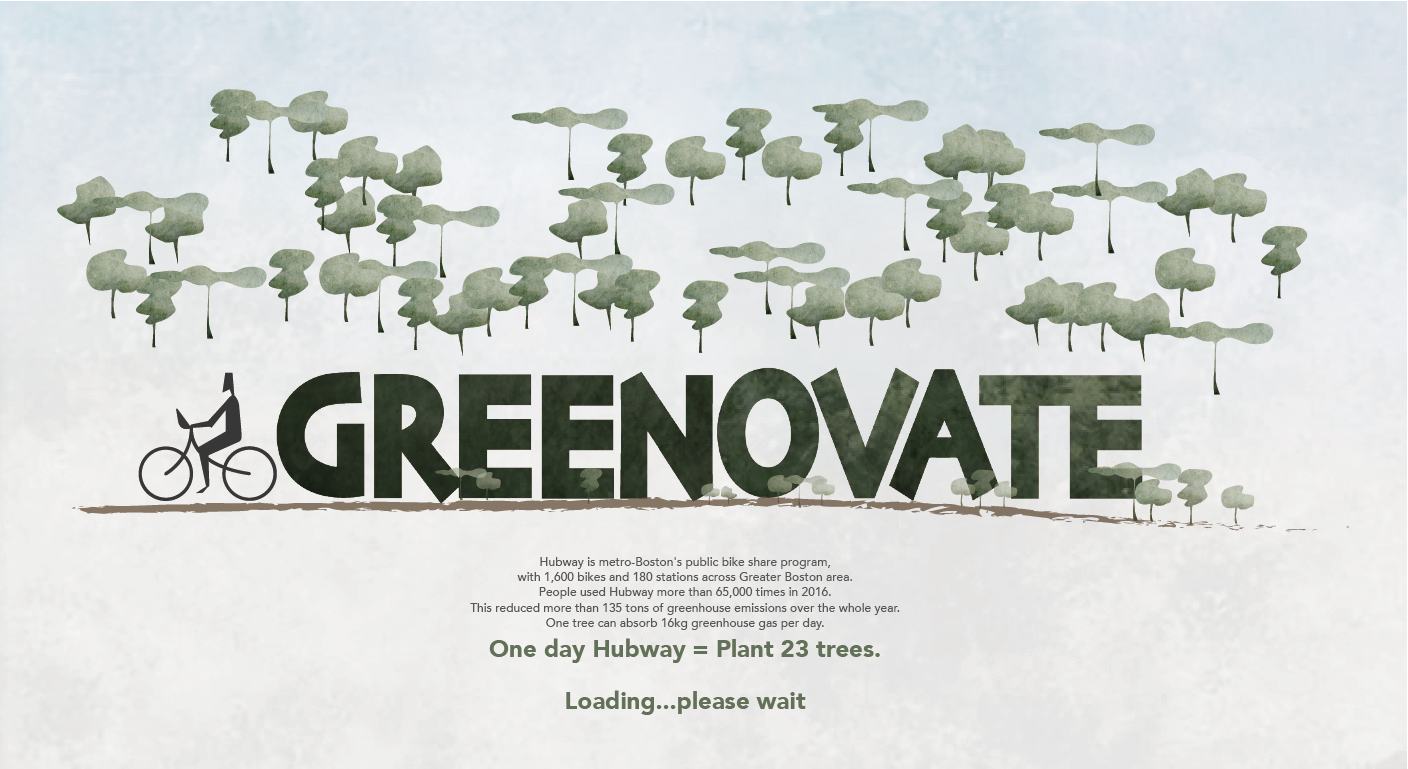 GREENOVATE
Hubway is metro-Boston's public bike share program,
with 1,600 bikes and 180 stations across Greater Boston area.
People used Hubway more than 65,000 times in 2016.
This reduced more than 135 tons of greenhouse emissions over the whole year.
One tree can absorb 16kg greenhouse gas per day.
One day Hubway = Plant 23 trees.
Loading...please wait